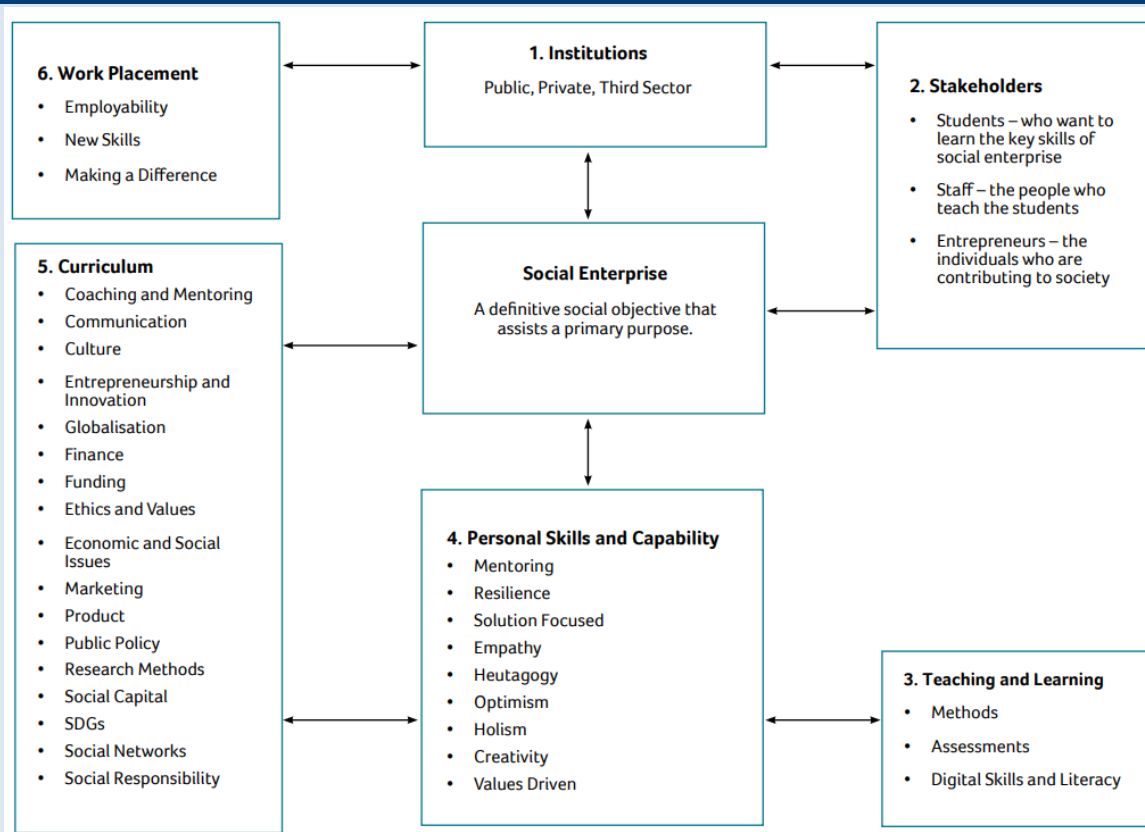 6. Work Placement
• Employability
• New Skills
• Making a Difference
1. Institutions
Public, Private, Third Sector
2. Stakeholders
• Students – who want to
learn the key skills of
social enterprise
• Staff – the people who
teach the students
• Entrepreneurs – the
individuals who are
contributing to society
5. Curriculum
• Coaching and Mentoring
• Communication
• Culture
• Entrepreneurship and
Innovation
• Globalisation
• Finance
• Funding
• Ethics and Values
• Economic and Social
Issues
• Marketing
• Product
• Public Policy
• Research Methods
• Social Capital
• SDGs
• Social Networks
• Social Responsibility
Social Enterprise
A definitive social objective that
assists a primary purpose.
4. Personal Skills and Capability
• Mentoring
• Resilience
• Solution Focused
• Empathy
• Heutagogy
• Optimism
• Holism
• Creativity
• Values Driven
3. Teaching and Learning
• Methods
• Assessments
• Digital Skills and Literacy